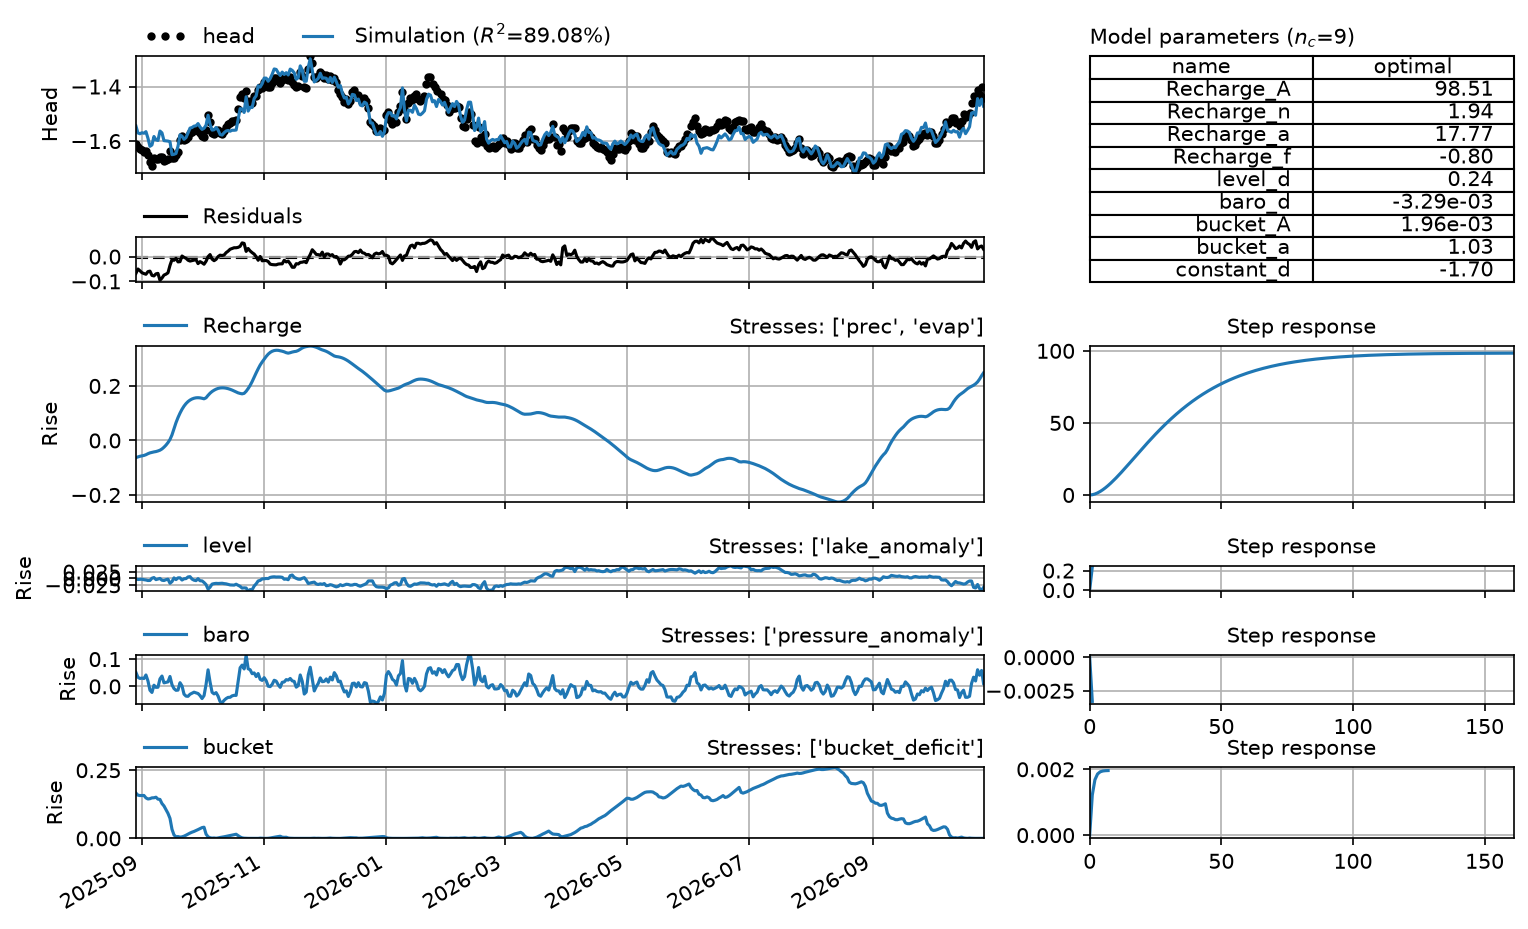 head Simulation (R²=89.08%)
Model parameters (n_c=9)
name optimal
Recharge_A 98.51
Recharge_n 1.94
Recharge_a 17.77
Recharge_f -0.80
level_d 0.24
baro_d -3.29e-03
bucket_A 1.96e-03
bucket_a 1.03
constant_d -1.70
Head
−1.4
−1.6
Residuals
0.0
−0.1
Recharge Stresses: ['prec', 'evap']
Rise
0.2
0.0
−0.2
Step response
100
50
0
level Stresses: ['lake_anomaly']
Rise
0.025
0.000
−0.025
Step response
0.2
0.0
baro Stresses: ['pressure_anomaly']
Rise
0.1
0.0
Step response
0.0000
−0.0025
0 50 100 150
bucket Stresses: ['bucket_deficit']
Rise
0.25
0.00
2025-09 2025-11 2026-01 2026-03 2026-05 2026-07 2026-09
Step response
0.002
0.000
0 50 100 150